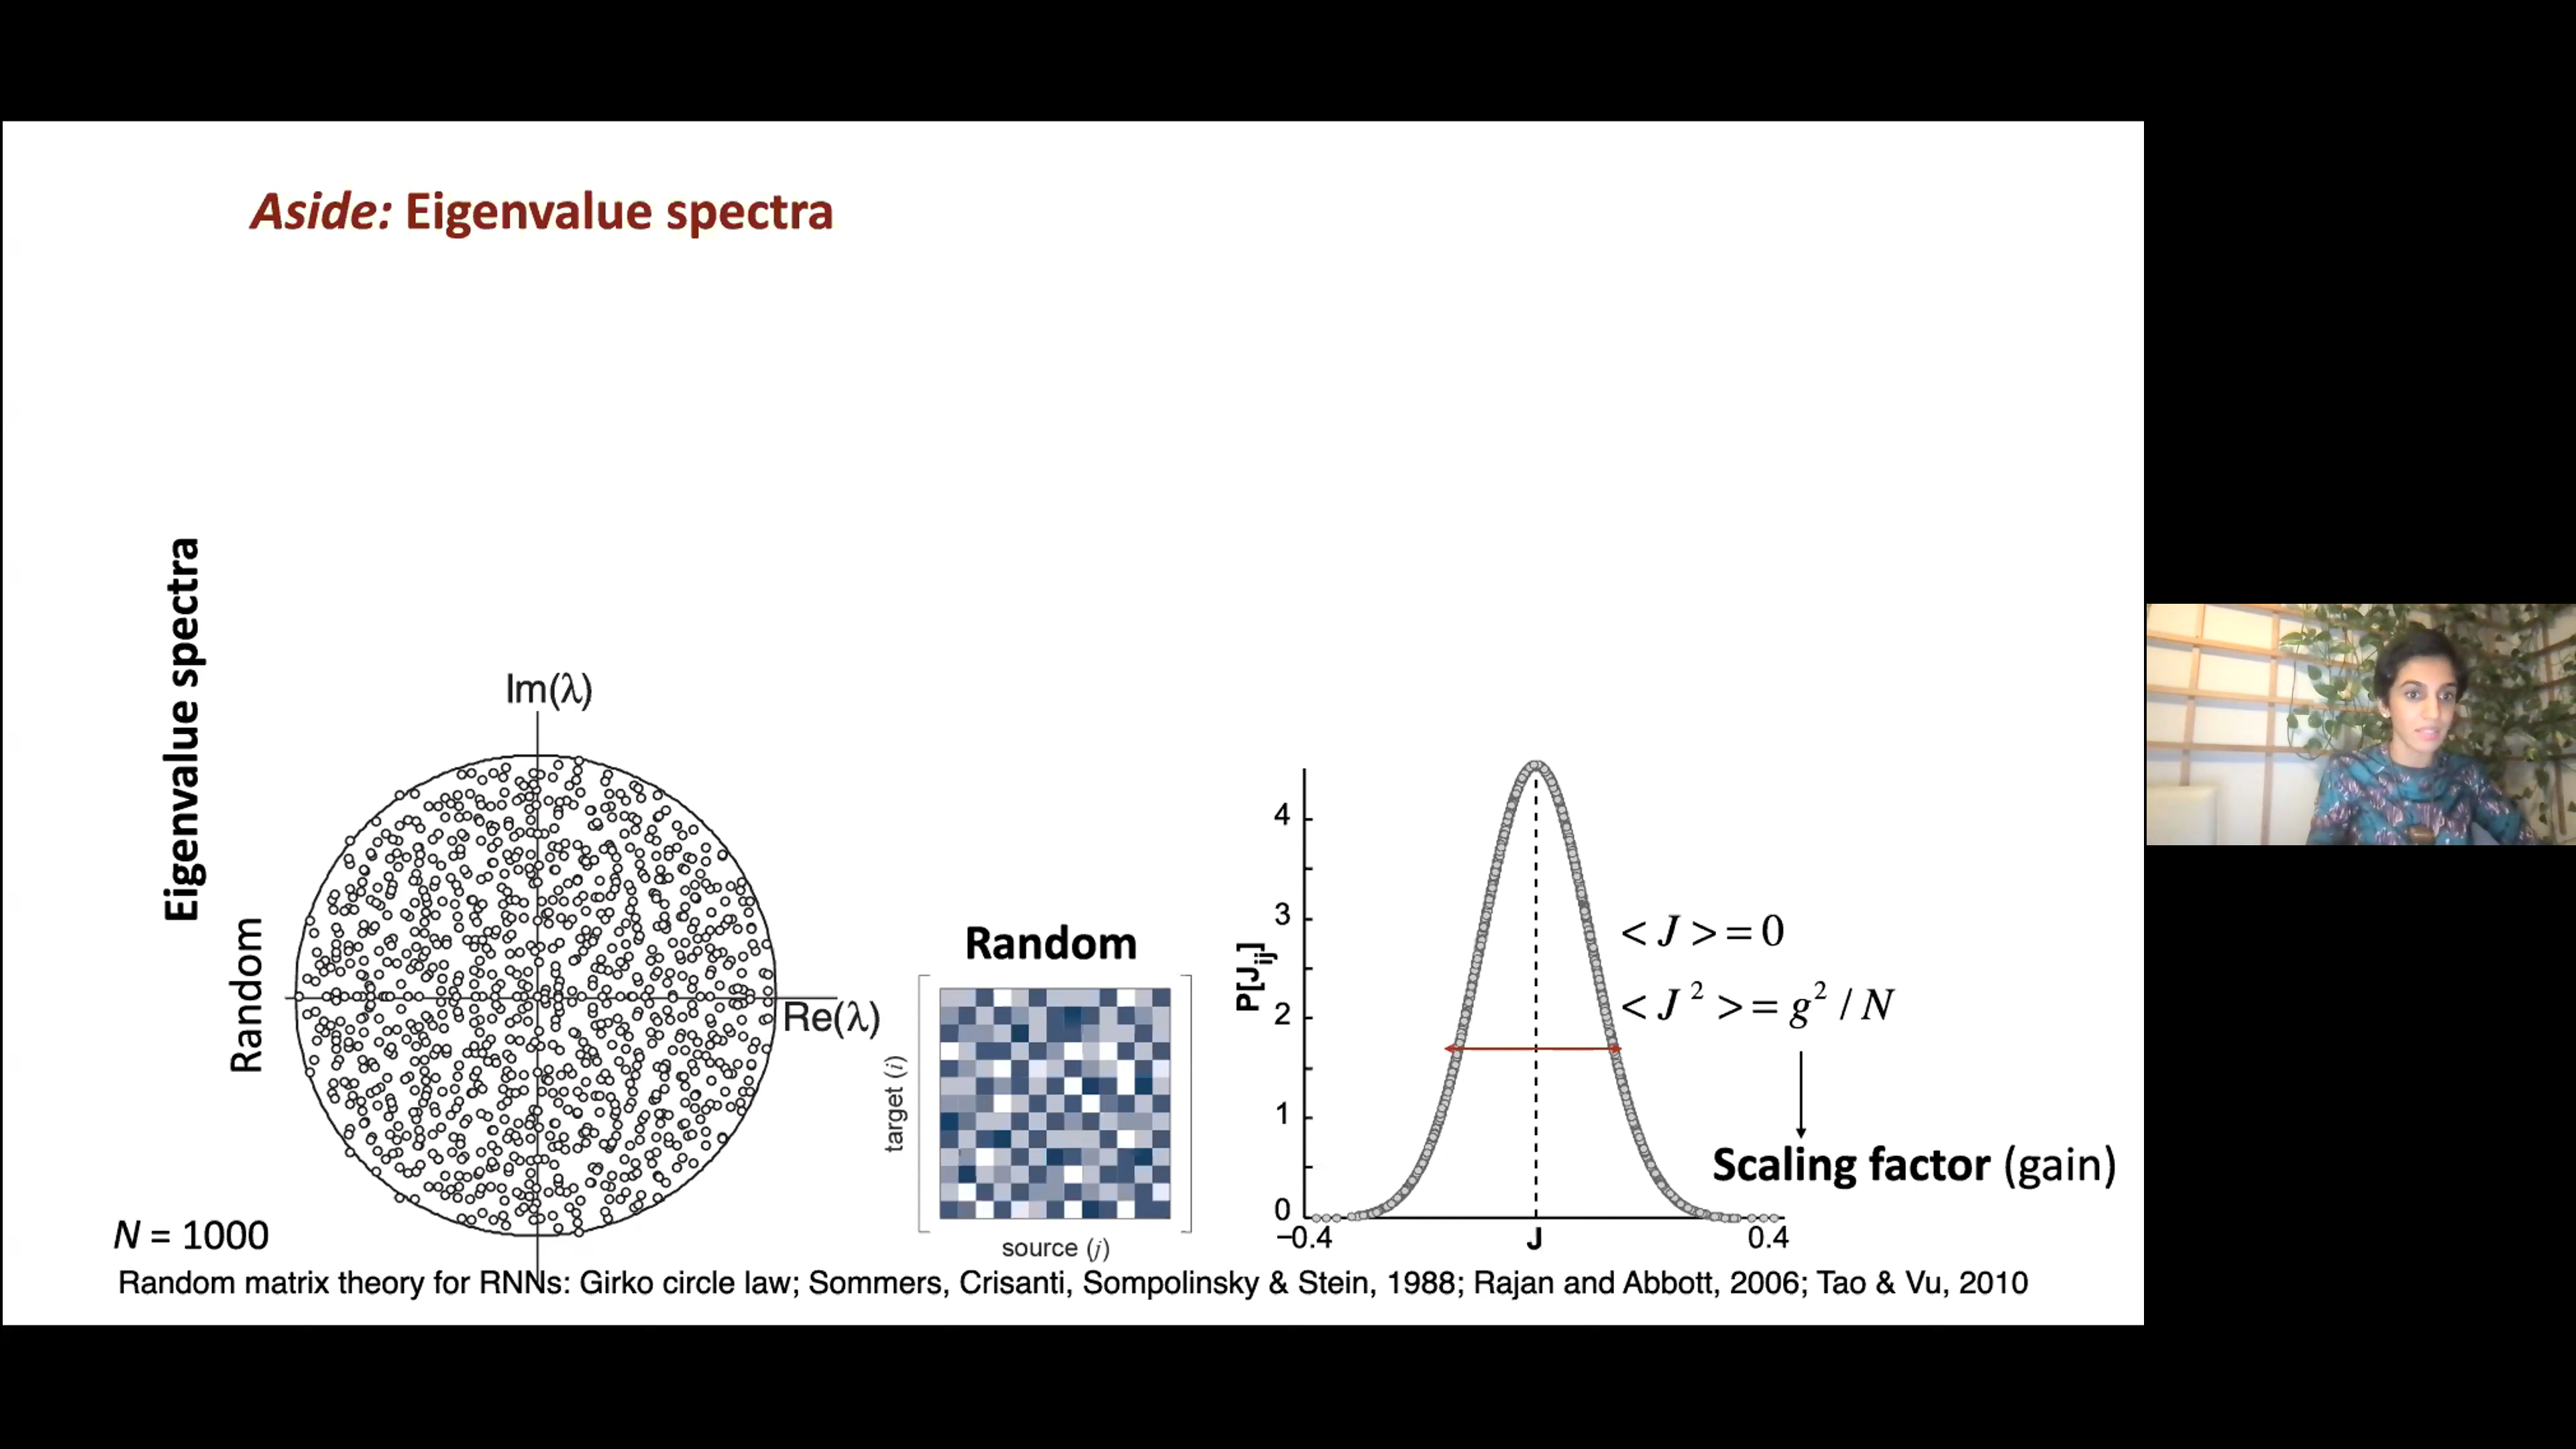 Aside: Eigenvalue spectra
Eigenvalue spectra
Random
Im(λ)
Re(λ)
N = 1000
Random
target (i)
source (j)
P[J_ij]
4
3
2
1
0
−0.4
J
0.4
< J > = 0
< J² > = g² / N
Scaling factor (gain)
Random matrix theory for RNNs: Girko circle law; Sommers, Crisanti, Sompolinsky & Stein, 1988; Rajan and Abbott, 2006; Tao & Vu, 2010